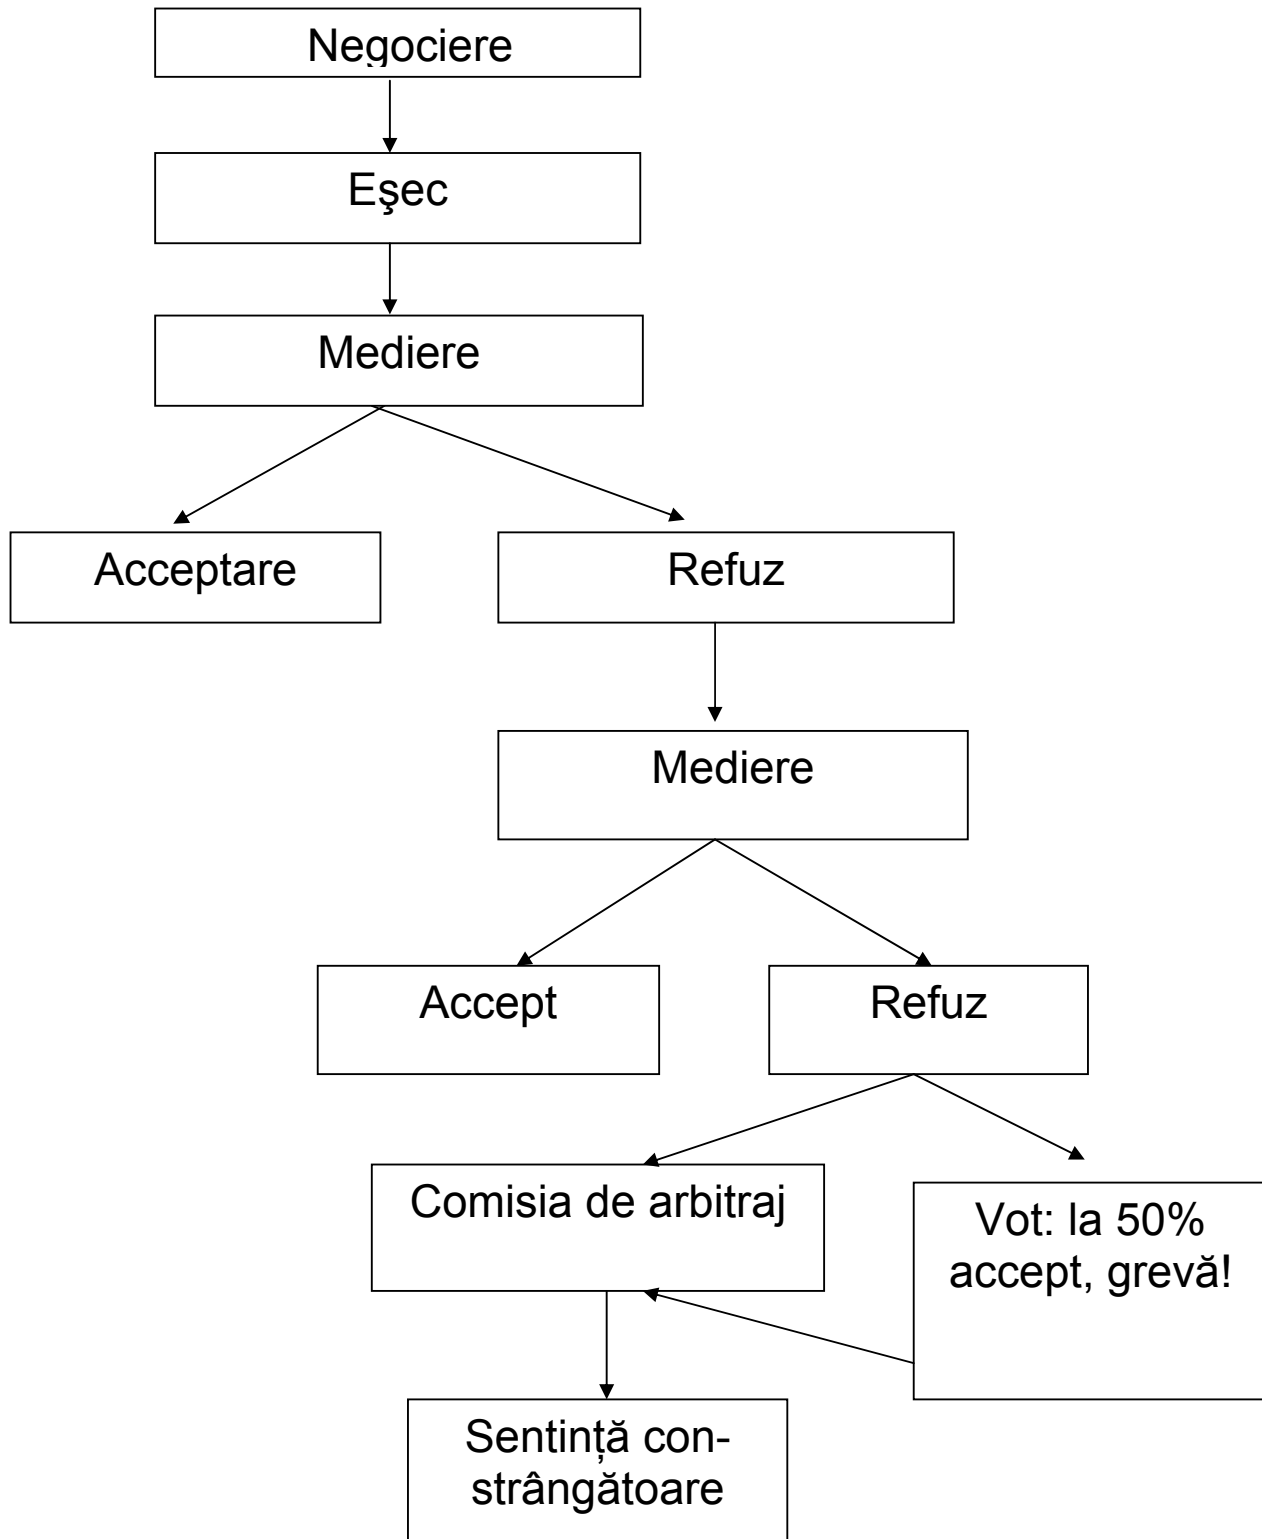 Negociere
Eşec
Mediere
Acceptare
Refuz
Mediere
Accept
Refuz
Comisia de arbitraj
Vot: la 50%
accept, grevă!
Sentință con-
strângătoare